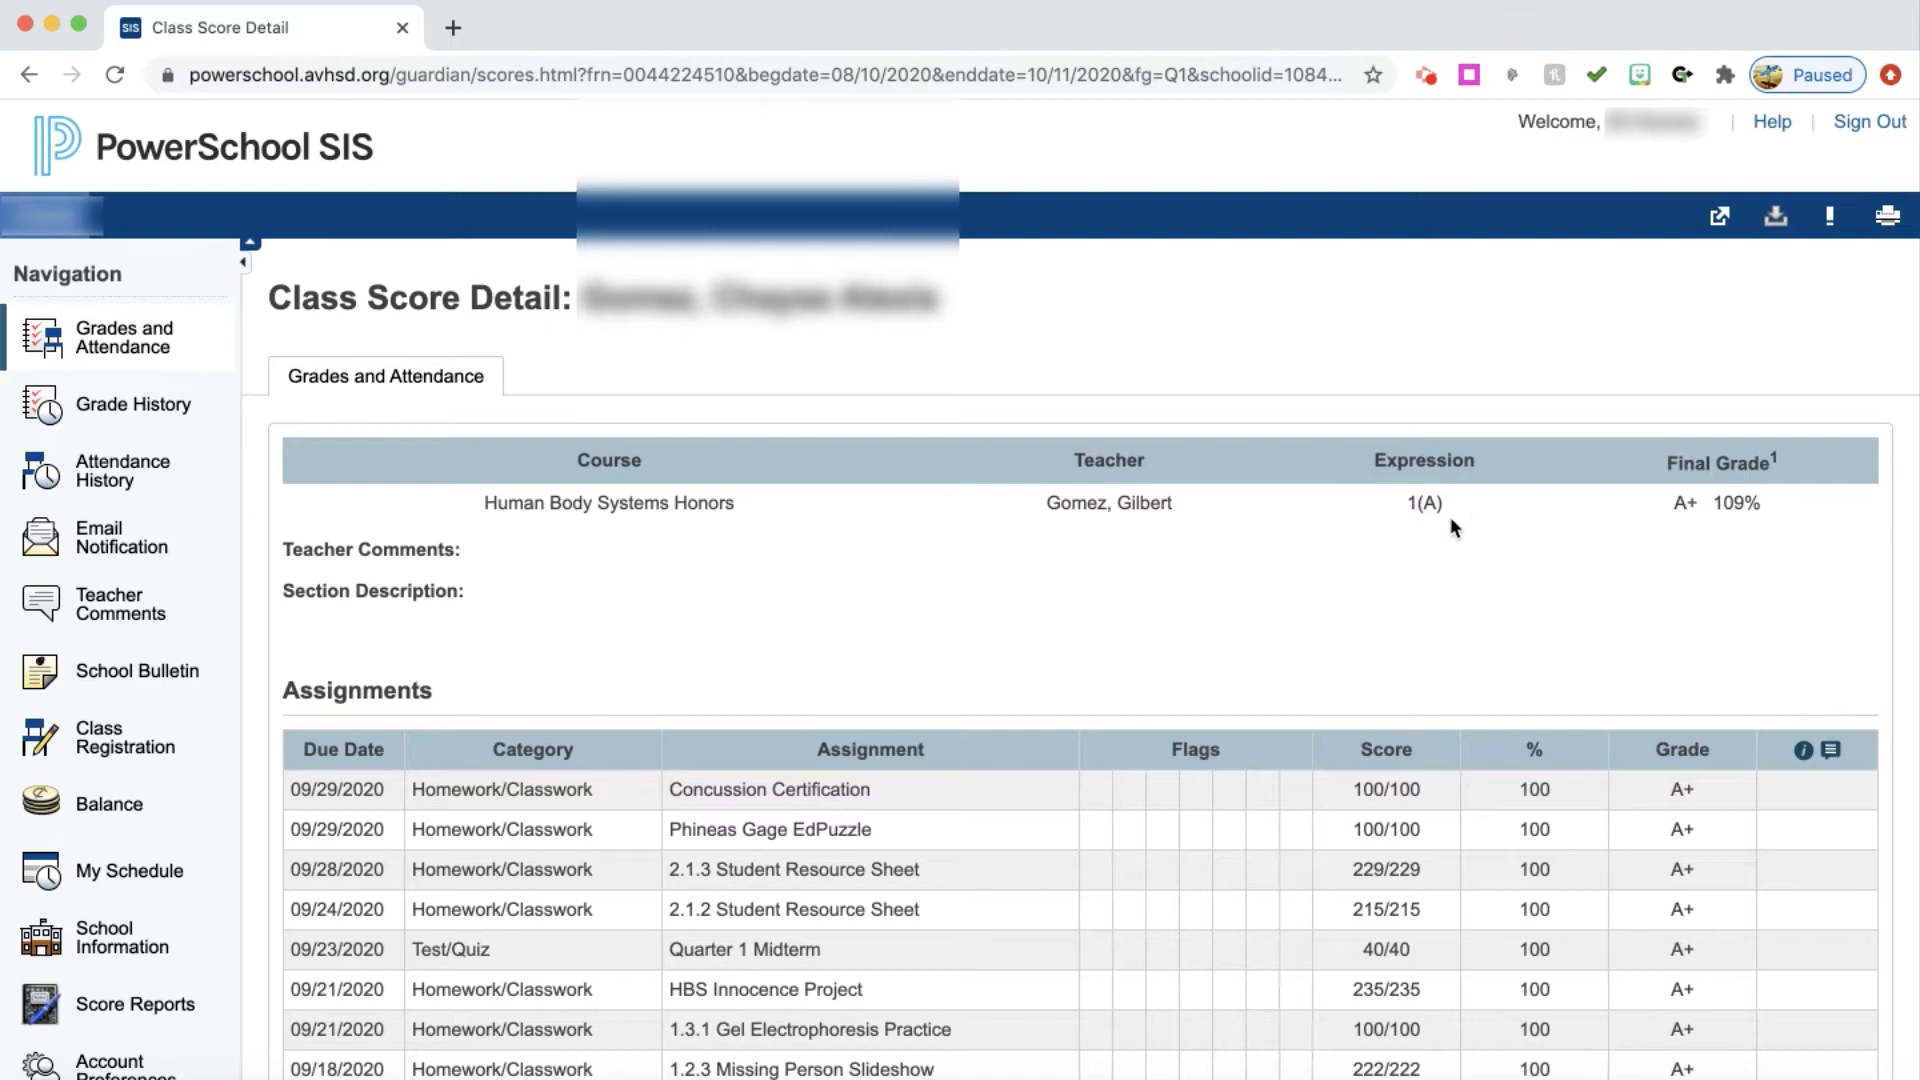 SIS Class Score Detail
powerschool.avhsd.org/guardian/scores.html?frn=0044224510&begdate=08/10/2020&enddate=10/11/2020&fg=Q1&schoolid=1084...
Paused
PowerSchool SIS
Welcome,
Help
Sign Out
Navigation
Grades and
Attendance
Grade History
Attendance
History
Email
Notification
Teacher
Comments
School Bulletin
Class
Registration
Balance
My Schedule
School
Information
Score Reports
Account
Preferences
Class Score Detail:
Grades and Attendance
Course Teacher Expression Final Grade1
Human Body Systems Honors Gomez, Gilbert 1(A) A+ 109%
Teacher Comments:
Section Description:
Assignments
Due Date Category Assignment Flags Score % Grade
09/29/2020 Homework/Classwork Concussion Certification 100/100 100 A+
09/29/2020 Homework/Classwork Phineas Gage EdPuzzle 100/100 100 A+
09/28/2020 Homework/Classwork 2.1.3 Student Resource Sheet 229/229 100 A+
09/24/2020 Homework/Classwork 2.1.2 Student Resource Sheet 215/215 100 A+
09/23/2020 Test/Quiz Quarter 1 Midterm 40/40 100 A+
09/21/2020 Homework/Classwork HBS Innocence Project 235/235 100 A+
09/21/2020 Homework/Classwork 1.3.1 Gel Electrophoresis Practice 100/100 100 A+
09/18/2020 Homework/Classwork 1.2.3 Missing Person Slideshow 222/222 100 A+